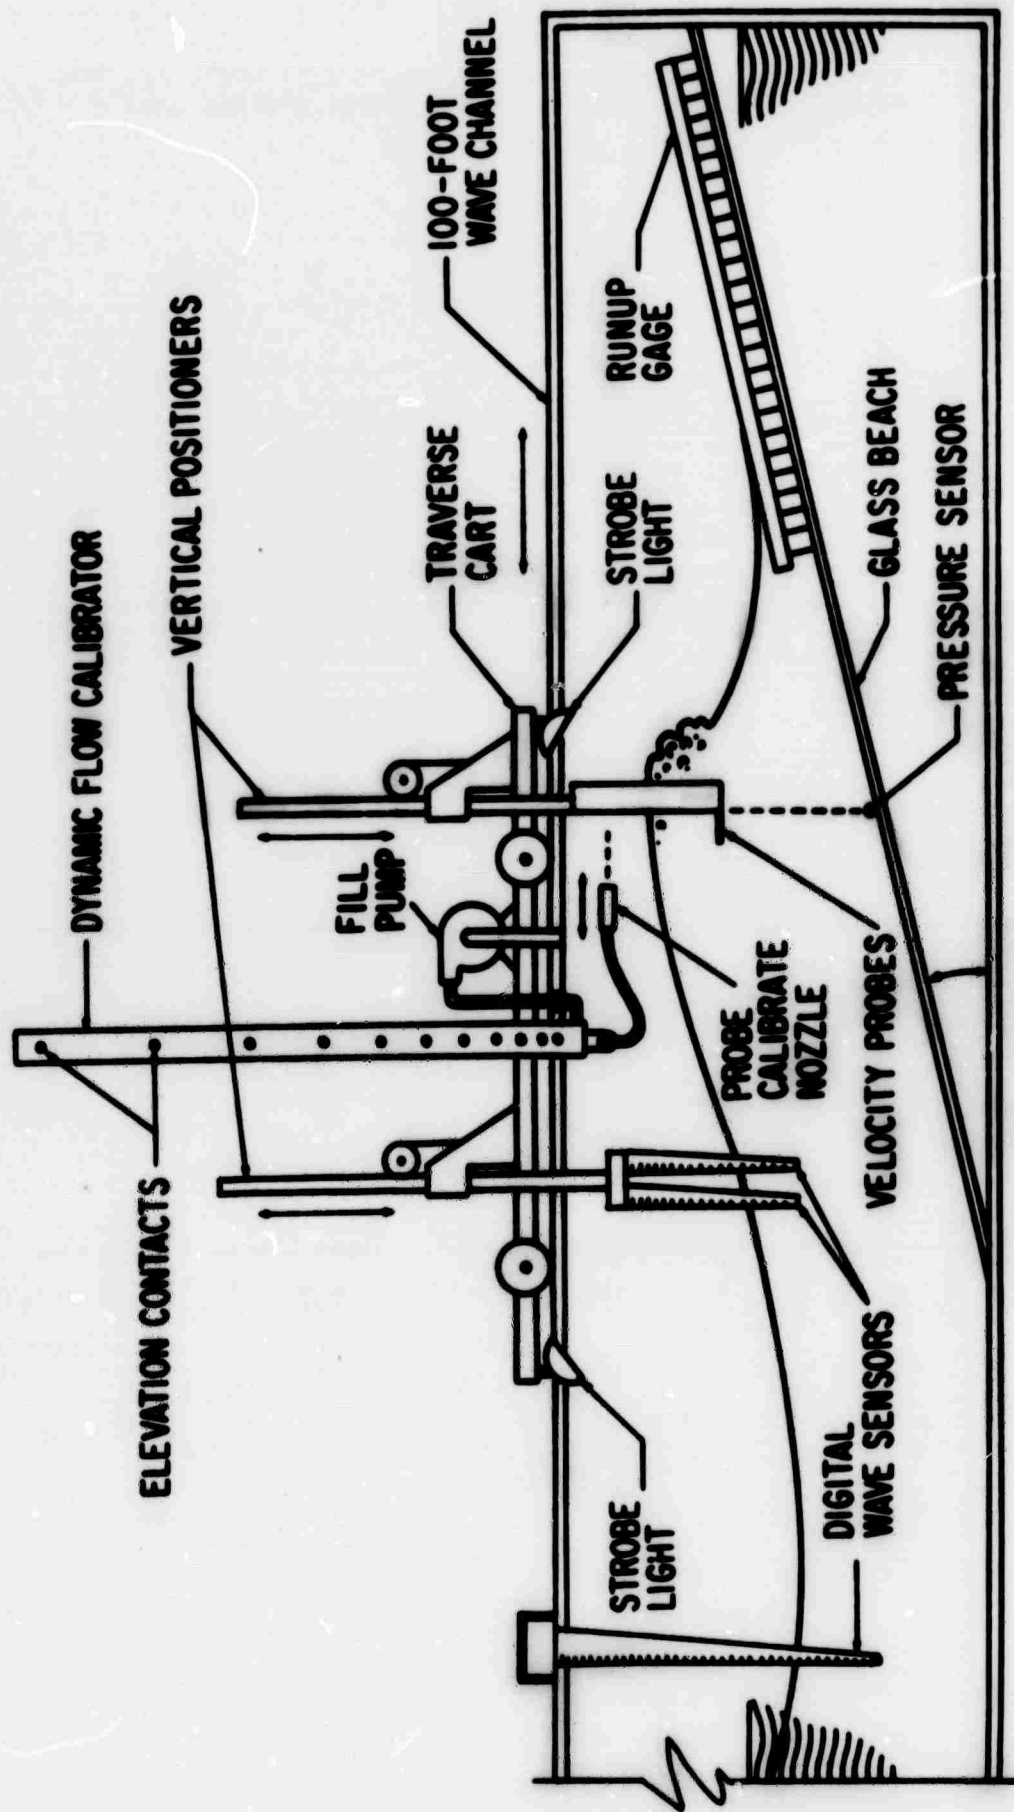 DYNAMIC FLOW CALIBRATOR
VERTICAL POSITIONERS
ELEVATION CONTACTS
FILL
PUMP
TRAVERSE
CART
100-FOOT
WAVE CHANNEL
STROBE
LIGHT
STROBE
LIGHT
RUNUP
GAGE
PROBE
CALIBRATE
NOZZLE
DIGITAL
WAVE SENSORS
VELOCITY PROBES
GLASS BEACH
PRESSURE SENSOR